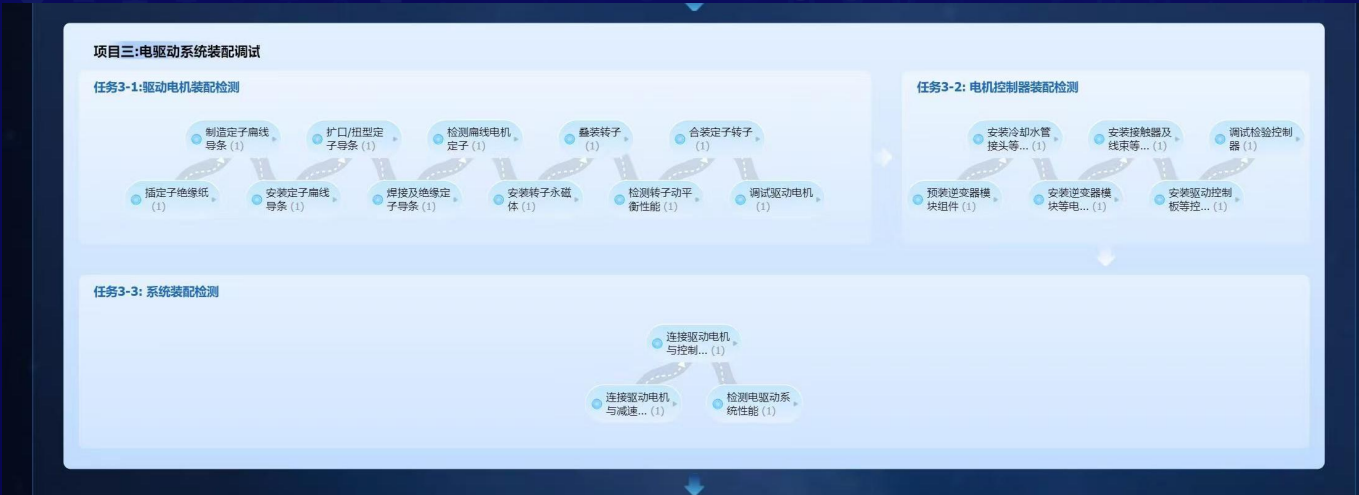 项目三:电驱动系统装配调试
任务3-1:驱动电机装配检测
制造定子扁线
导条 (1)
扩口/扭型定
子导条 (1)
检测扁线电机
定子 (1)
叠装转子
(1)
合装定子转子
(1)
插定子绝缘纸
(1)
安装定子扁线
导条 (1)
焊接及绝缘定
子导条 (1)
安装转子永磁
体 (1)
检测转子动平
衡性能 (1)
调试驱动电机
(1)
任务3-2: 电机控制器装配检测
安装冷却水管
接头等... (1)
安装接触器及
线束等... (1)
调试检验控制
器 (1)
预装逆变器模
块组件 (1)
安装逆变器模
块等电... (1)
安装驱动控制
板等控... (1)
任务3-3: 系统装配检测
连接驱动电机
与控制... (1)
连接驱动电机
与减速... (1)
检测电驱动系
统性能 (1)